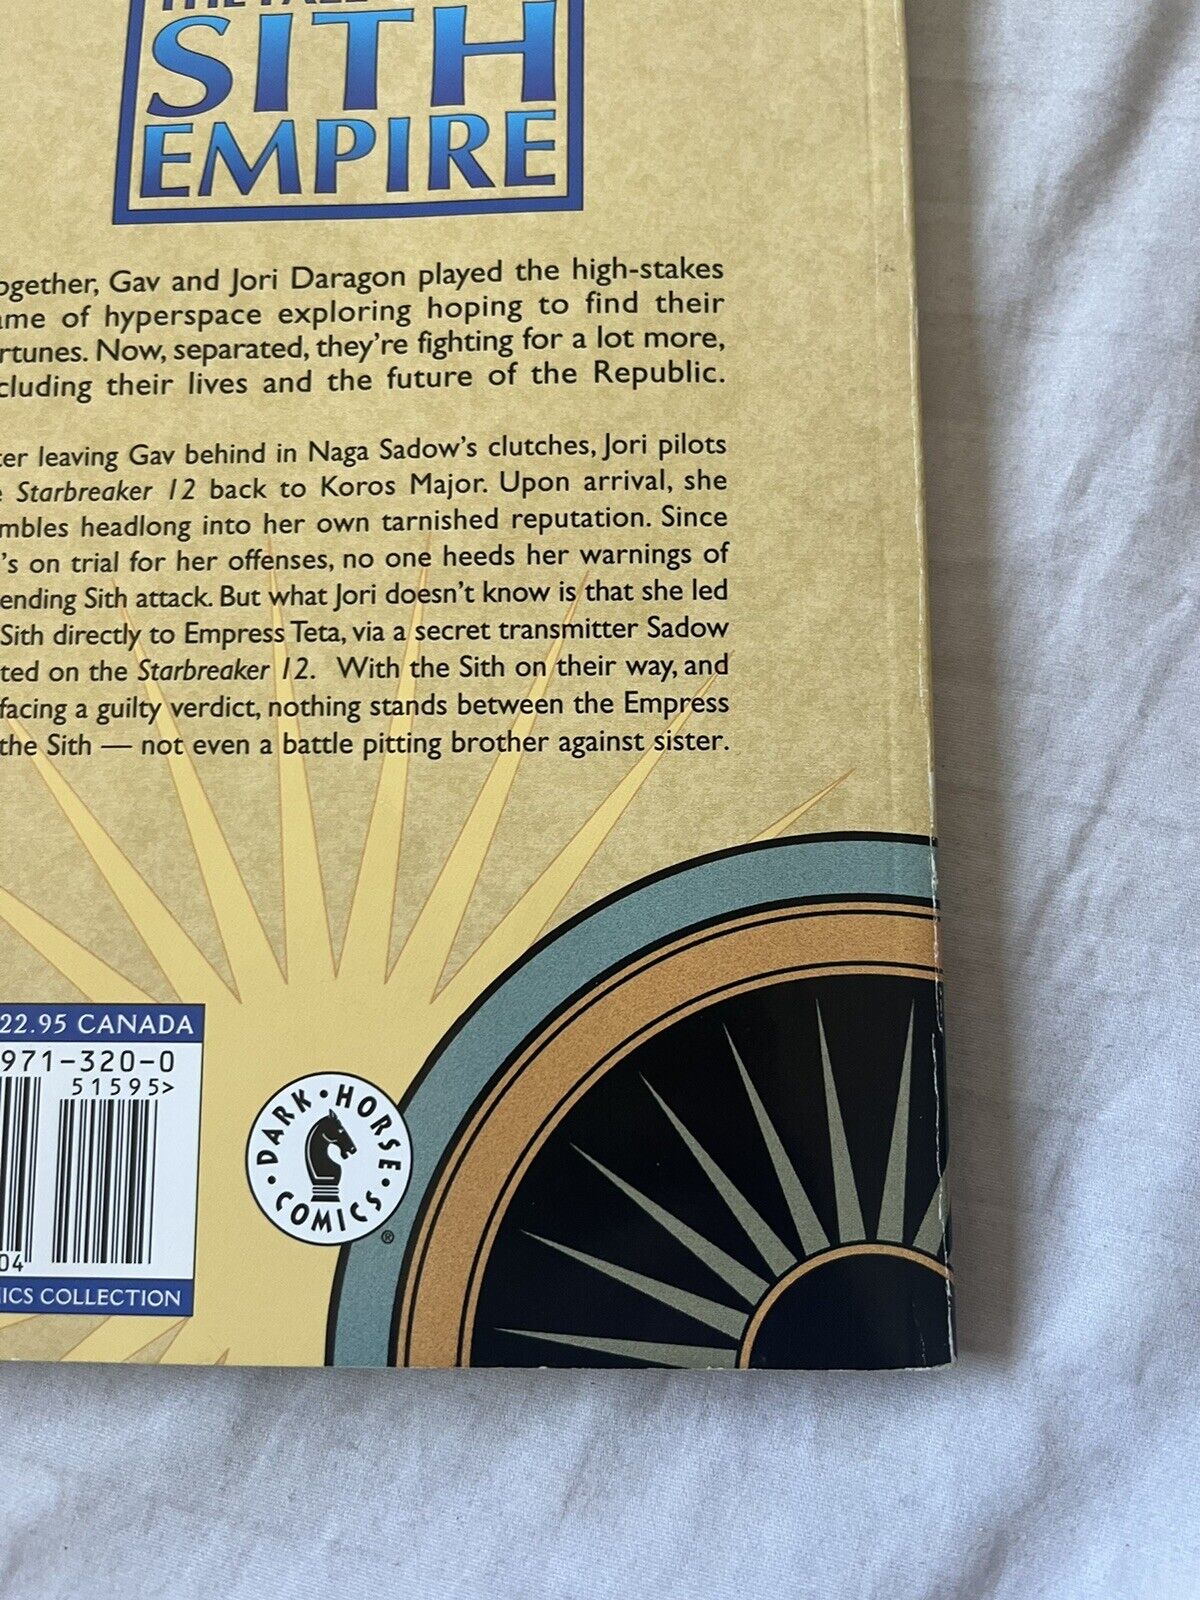 SITH
EMPIRE
ogether, Gav and Jori Daragon played the high-stakes
ame of hyperspace exploring hoping to find their
rtunes. Now, separated, they're fighting for a lot more,
cluding their lives and the future of the Republic.
ter leaving Gav behind in Naga Sadow's clutches, Jori pilots
e Starbreaker 12 back to Koros Major. Upon arrival, she
mbles headlong into her own tarnished reputation. Since
's on trial for her offenses, no one heeds her warnings of
ending Sith attack. But what Jori doesn't know is that she led
Sith directly to Empress Teta, via a secret transmitter Sadow
ted on the Starbreaker 12. With the Sith on their way, and
facing a guilty verdict, nothing stands between the Empress
the Sith — not even a battle pitting brother against sister.
22.95 CANADA
971-320-0
51595>
04
ICS COLLECTION
DARK • HORSE • COMICS •
®